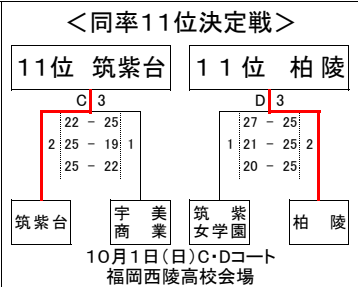 ＜同率１１位決定戦＞
１１位 筑紫台
１１位 柏陵
C 3
D 3
22 － 25
2 25 － 19 1
25 － 22
27 － 25
1 21 － 25 2
20 － 25
筑紫台
宇美
商業
筑紫
女学園
柏陵
１０月１日（日）C・Dコート
福岡西陵高校会場